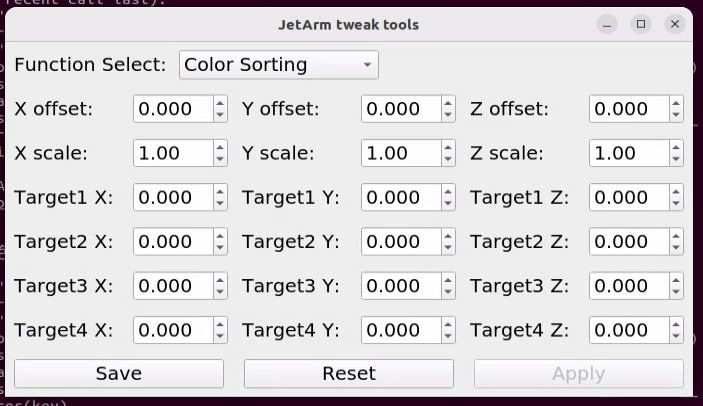 recent call last):
JetArm tweak tools
Function Select: Color Sorting
X offset: 0.000 Y offset: 0.000 Z offset: 0.000
X scale: 1.00 Y scale: 1.00 Z scale: 1.00
Target1 X: 0.000 Target1 Y: 0.000 Target1 Z: 0.000
Target2 X: 0.000 Target2 Y: 0.000 Target2 Z: 0.000
Target3 X: 0.000 Target3 Y: 0.000 Target3 Z: 0.000
Target4 X: 0.000 Target4 Y: 0.000 Target4 Z: 0.000
Save Reset Apply